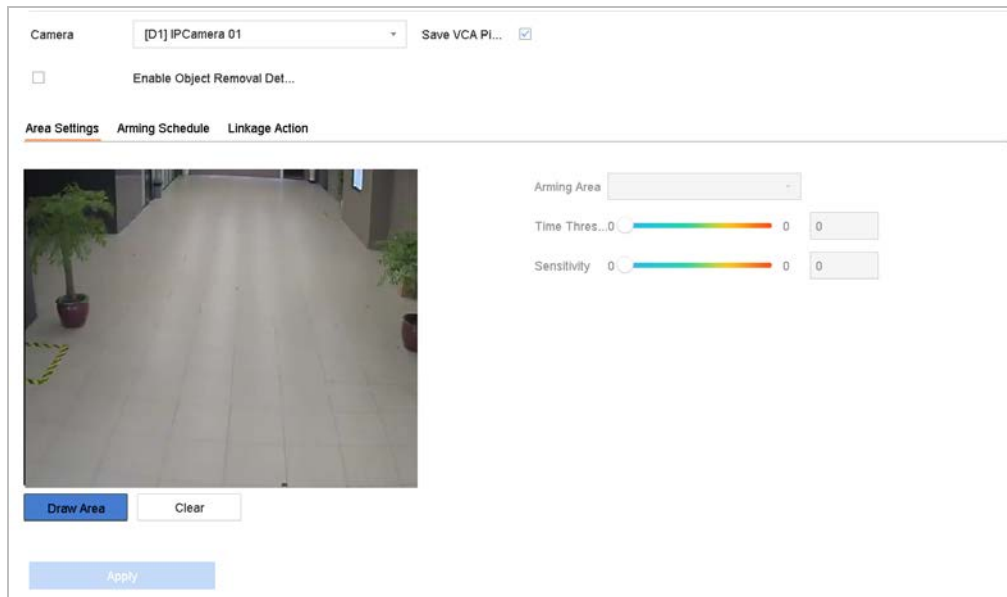 Camera [D1] IPCamera 01 Save VCA Pi...
Enable Object Removal Det...
Area Settings Arming Schedule Linkage Action
Arming Area
Time Thres... 0 0 0
Sensitivity 0 0 0
Draw Area Clear
Apply